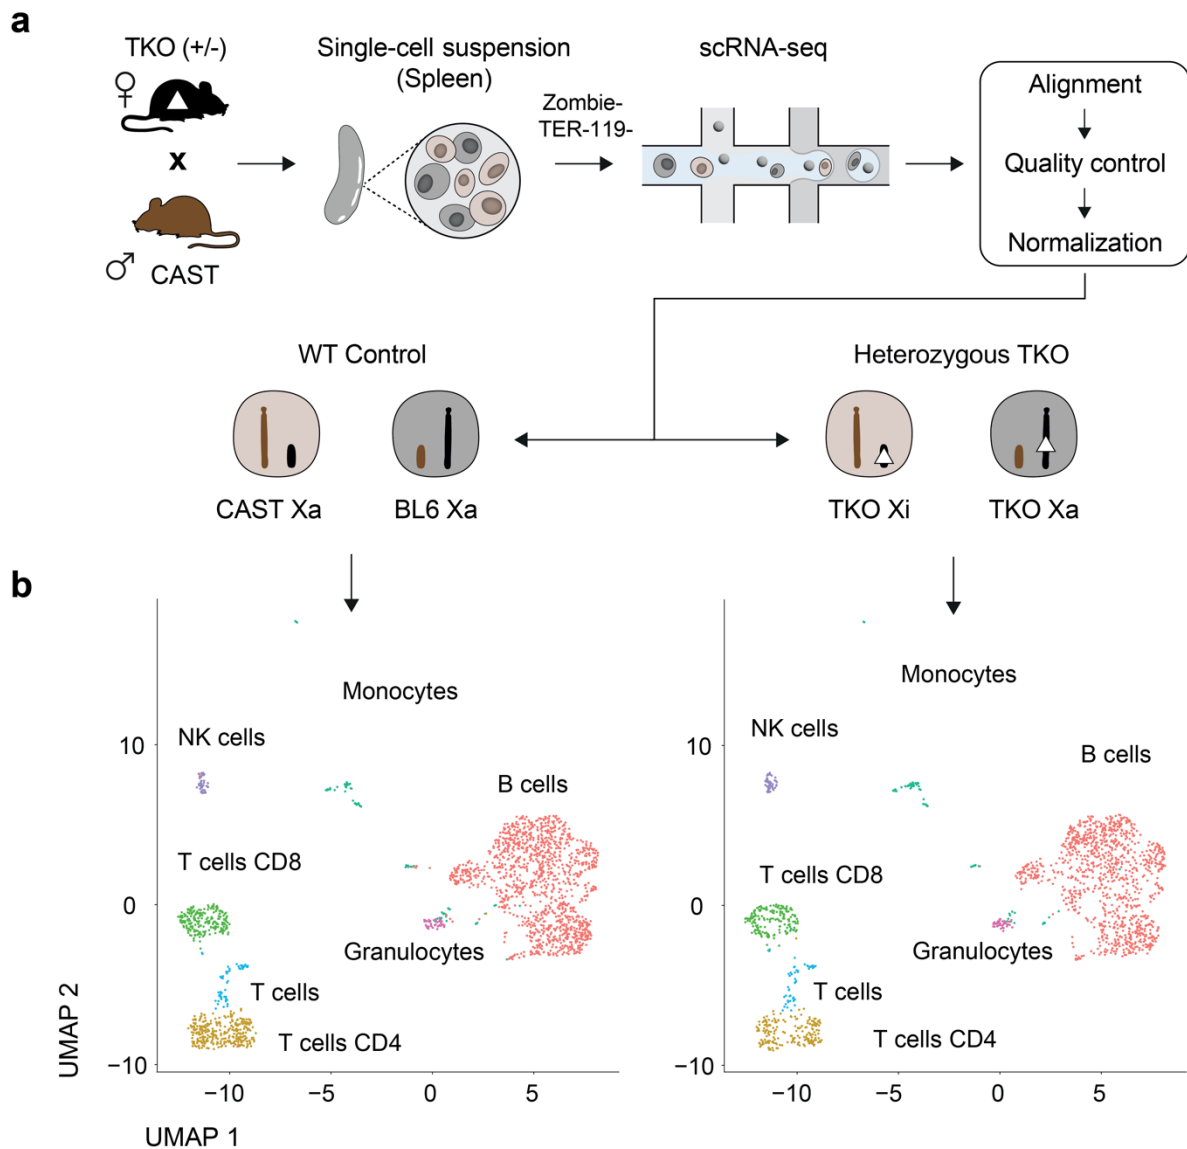 a
TKO (+/-)
♀
x
♂ CAST
Single-cell suspension
(Spleen)
Zombie-
TER-119-
scRNA-seq
Alignment
Quality control
Normalization
WT Control
CAST Xa
BL6 Xa
Heterozygous TKO
TKO Xi
TKO Xa
b
Monocytes
NK cells
B cells
T cells CD8
Granulocytes
T cells
T cells CD4
10
0
−10
−10
−5
0
5
UMAP 2
UMAP 1
Monocytes
NK cells
B cells
T cells CD8
Granulocytes
T cells
T cells CD4
10
0
−10
−10
−5
0
5